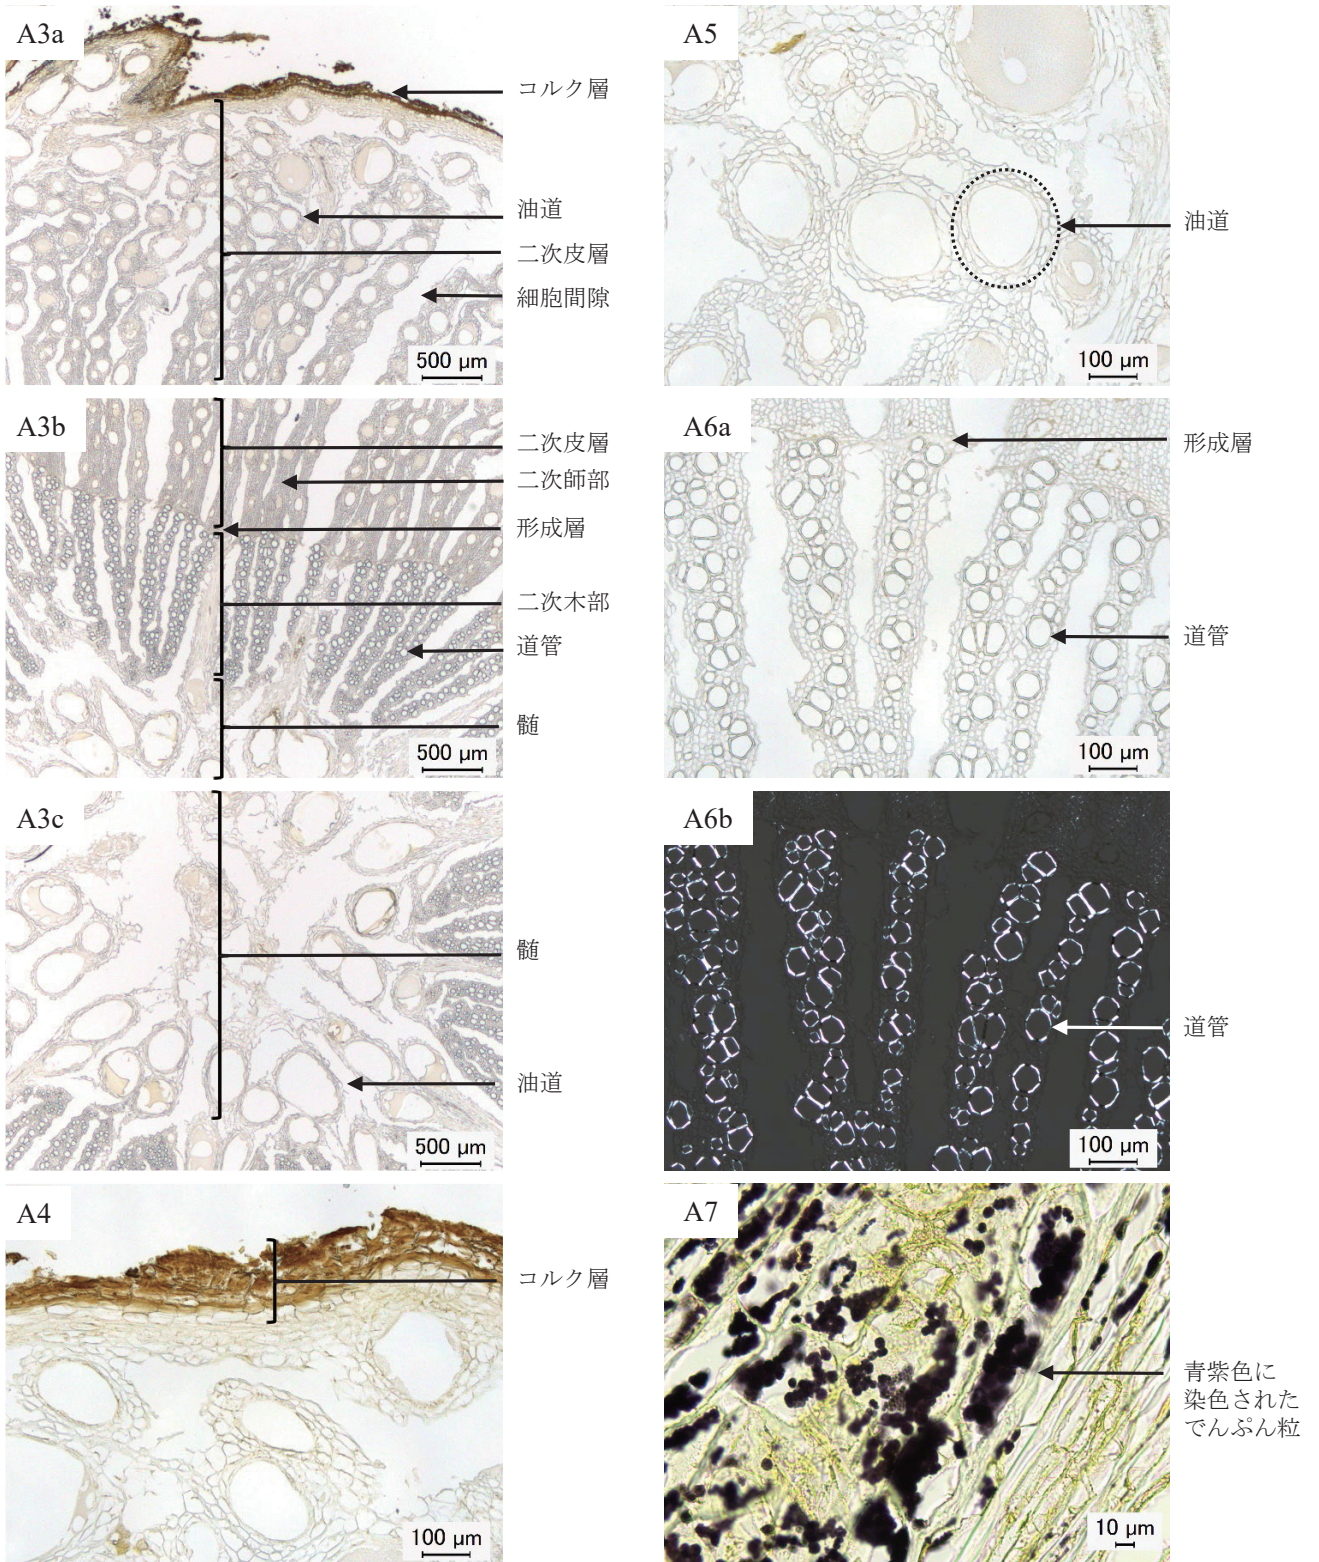 A3a
コルク層
油道
二次皮層
細胞間隙
500 μm
A3b
二次皮層
二次師部
形成層
二次木部
道管
髄
500 μm
A3c
髄
油道
500 μm
A4
コルク層
100 μm
A5
油道
100 μm
A6a
形成層
道管
100 μm
A6b
道管
100 μm
A7
青紫色に
染色された
でんぷん粒
10 μm